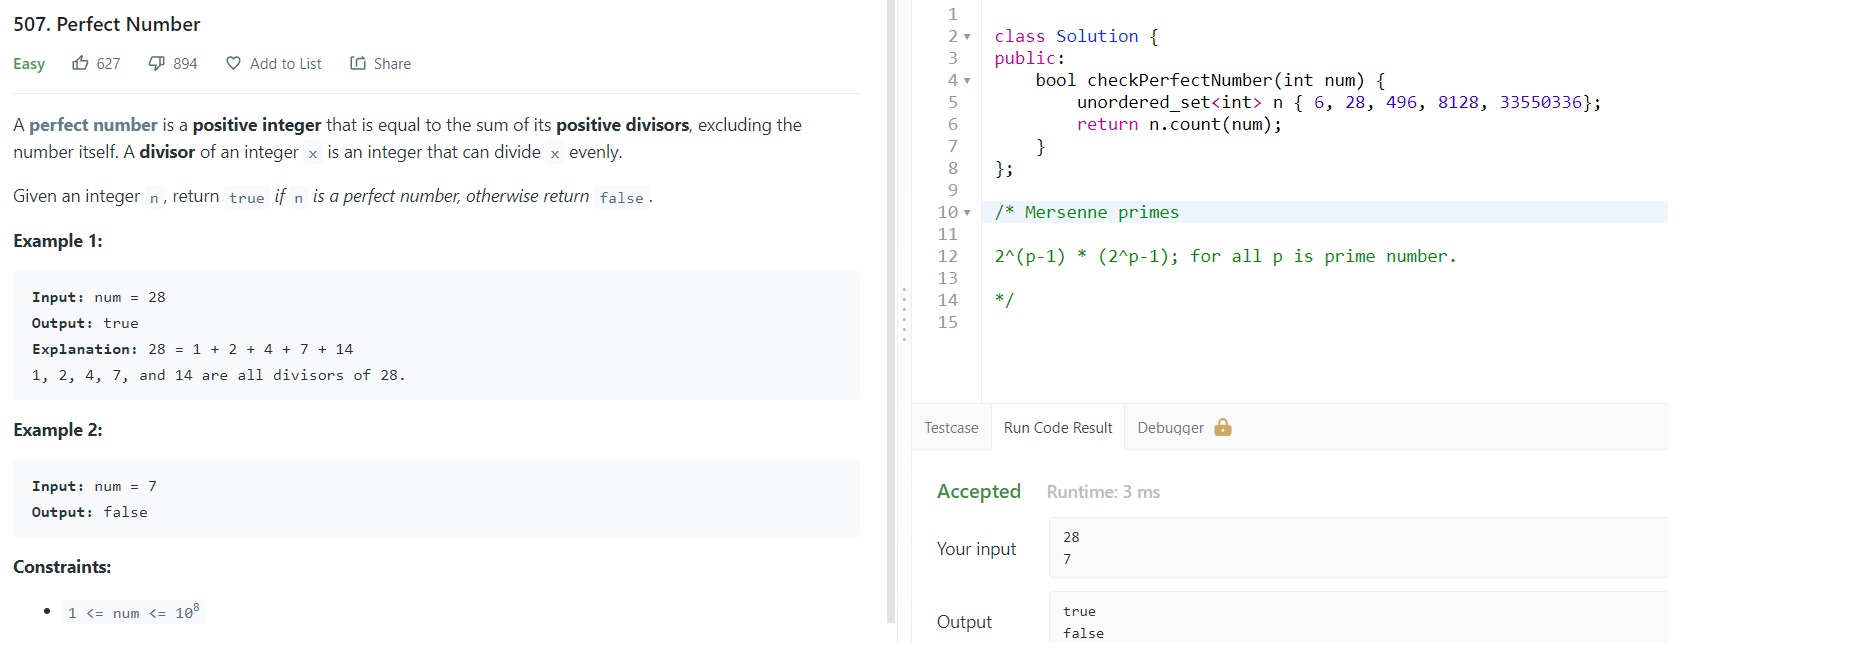 507. Perfect Number
Easy 627 894 Add to List Share
A perfect number is a positive integer that is equal to the sum of its positive divisors, excluding the
number itself. A divisor of an integer x is an integer that can divide x evenly.
Given an integer n, return true if n is a perfect number, otherwise return false.
Example 1:
Input: num = 28
Output: true
Explanation: 28 = 1 + 2 + 4 + 7 + 14
1, 2, 4, 7, and 14 are all divisors of 28.
Example 2:
Input: num = 7
Output: false
Constraints:
• 1 <= num <= 10⁸
1
2 class Solution {
3 public:
4 bool checkPerfectNumber(int num) {
5 unordered_set<int> n { 6, 28, 496, 8128, 33550336};
6 return n.count(num);
7 }
8 };
9
10 /* Mersenne primes
11
12 2^(p-1) * (2^p-1); for all p is prime number.
13
14 */
15
Testcase Run Code Result Debugger
Accepted Runtime: 3 ms
Your input
28
7
Output
true
false